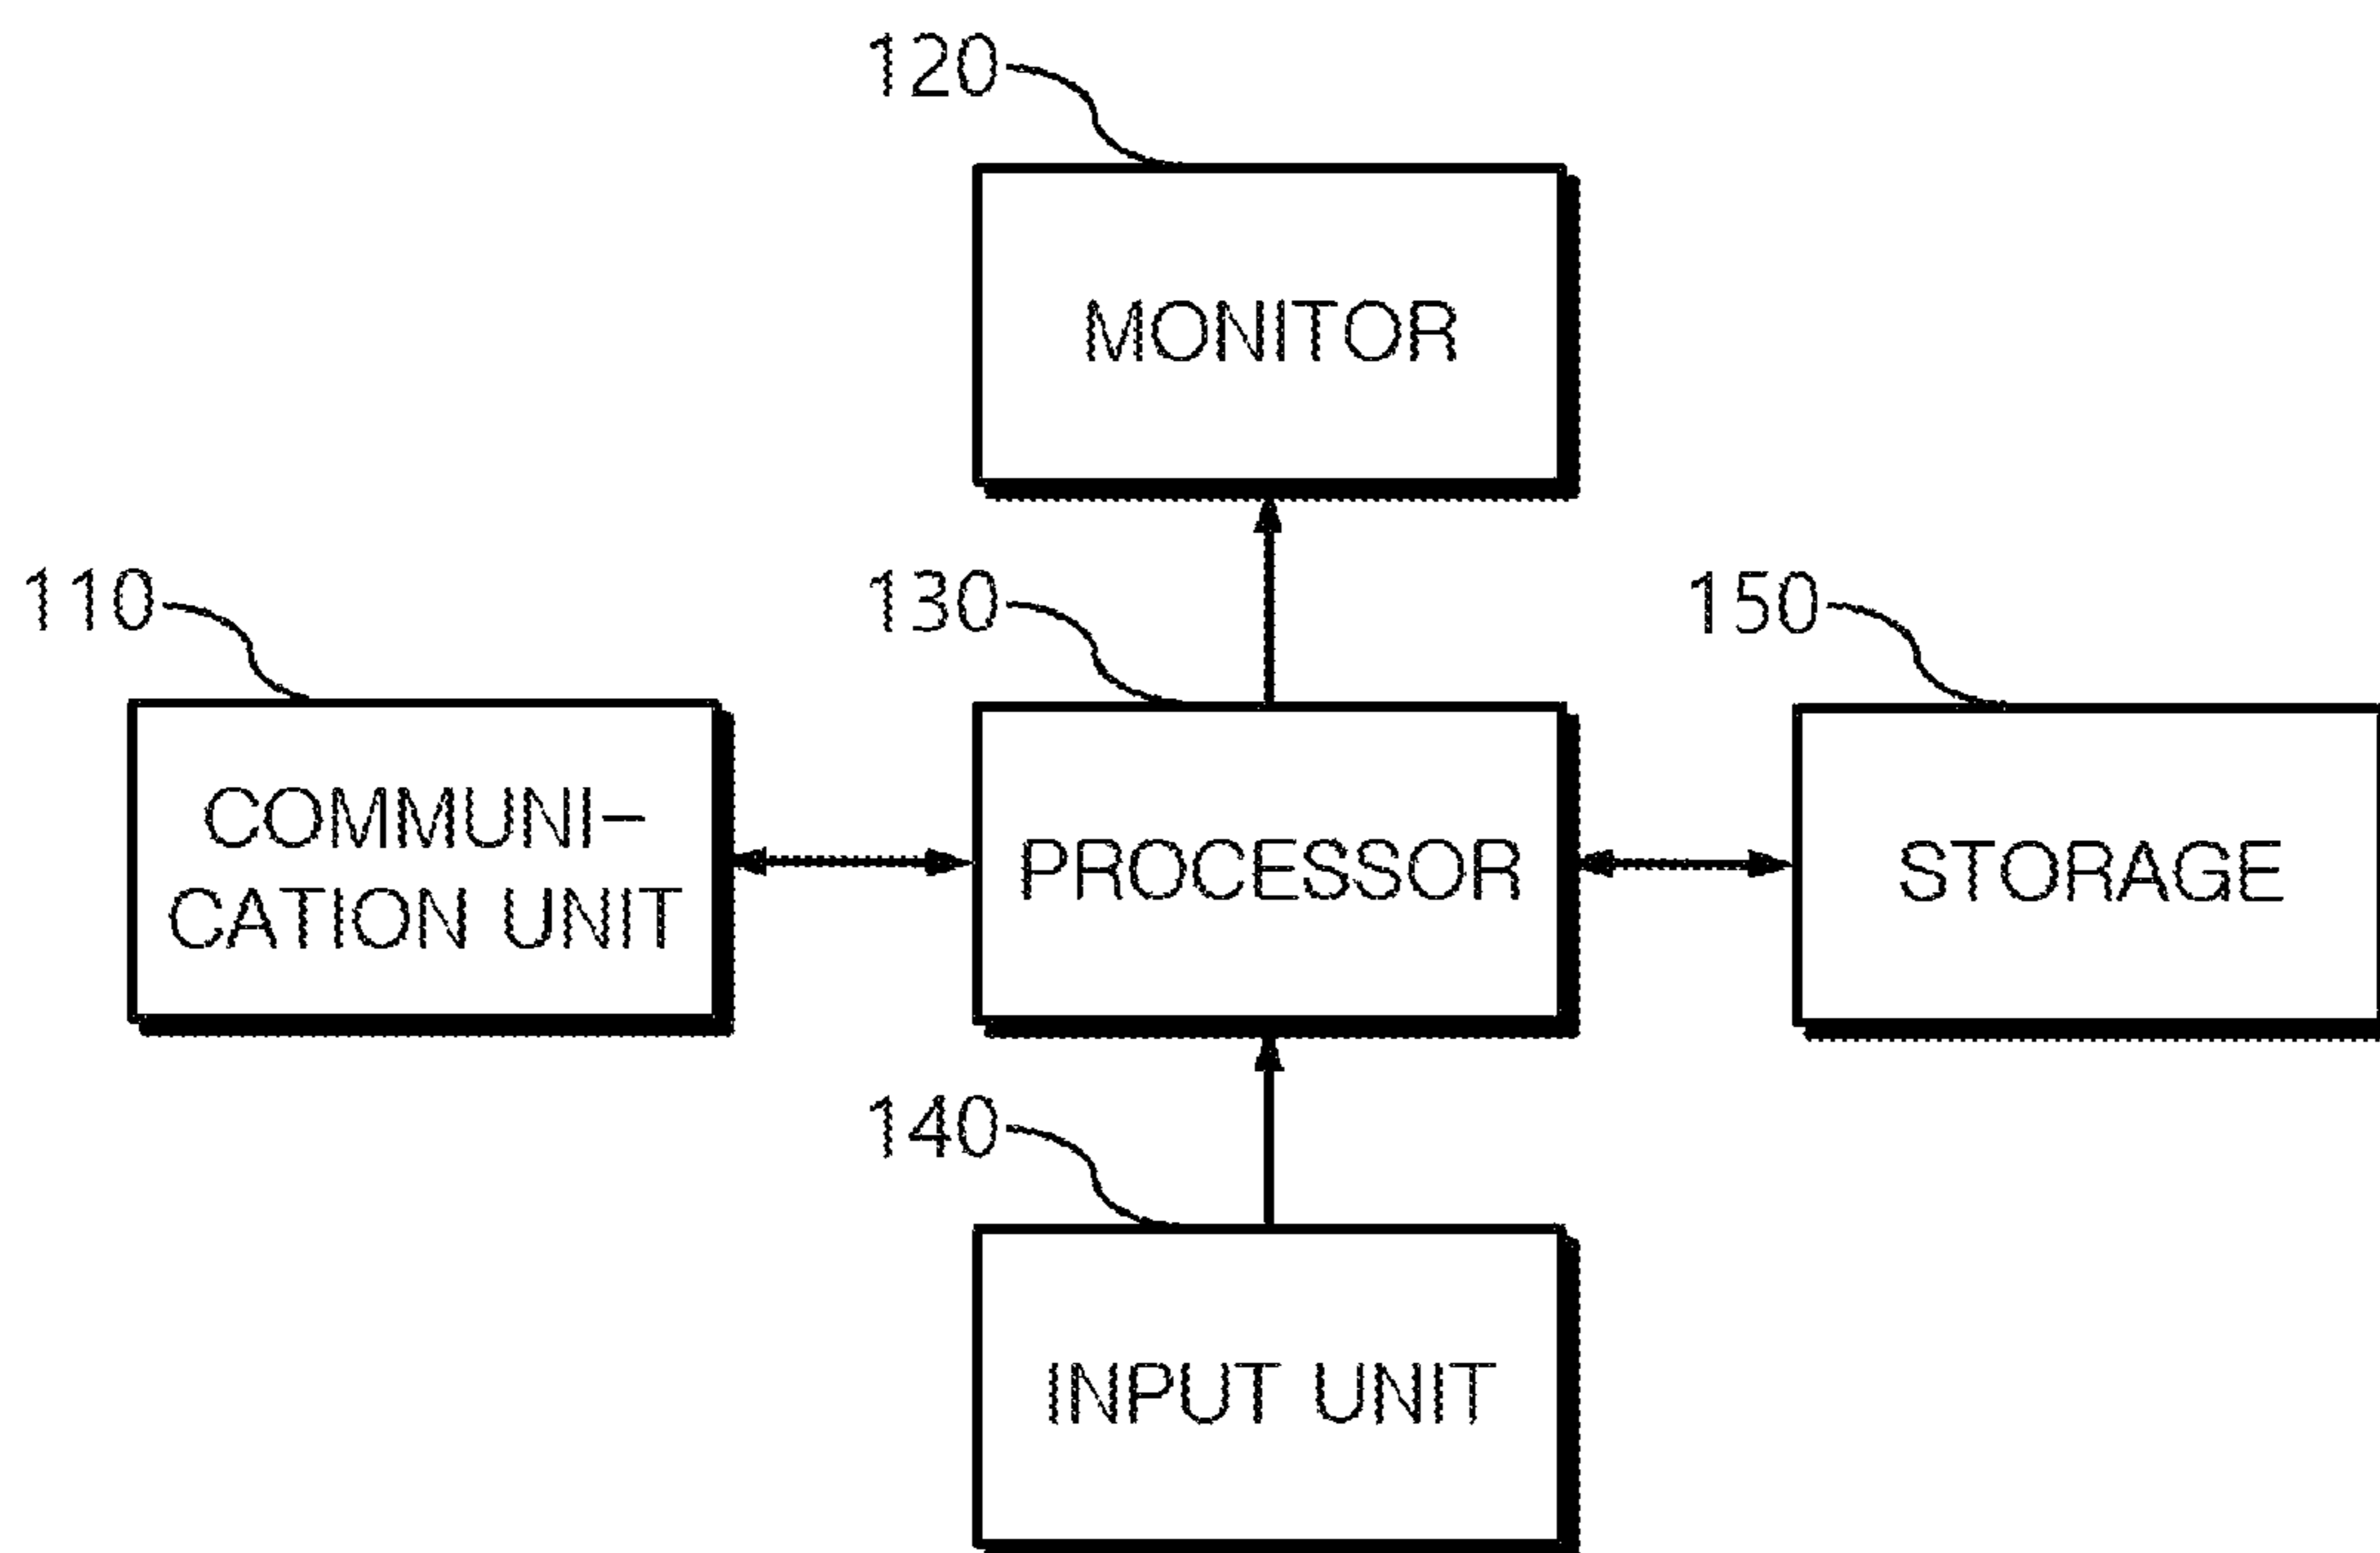 120
MONITOR
110
130
150
COMMUNI-
CATION UNIT
PROCESSOR
STORAGE
140
INPUT UNIT